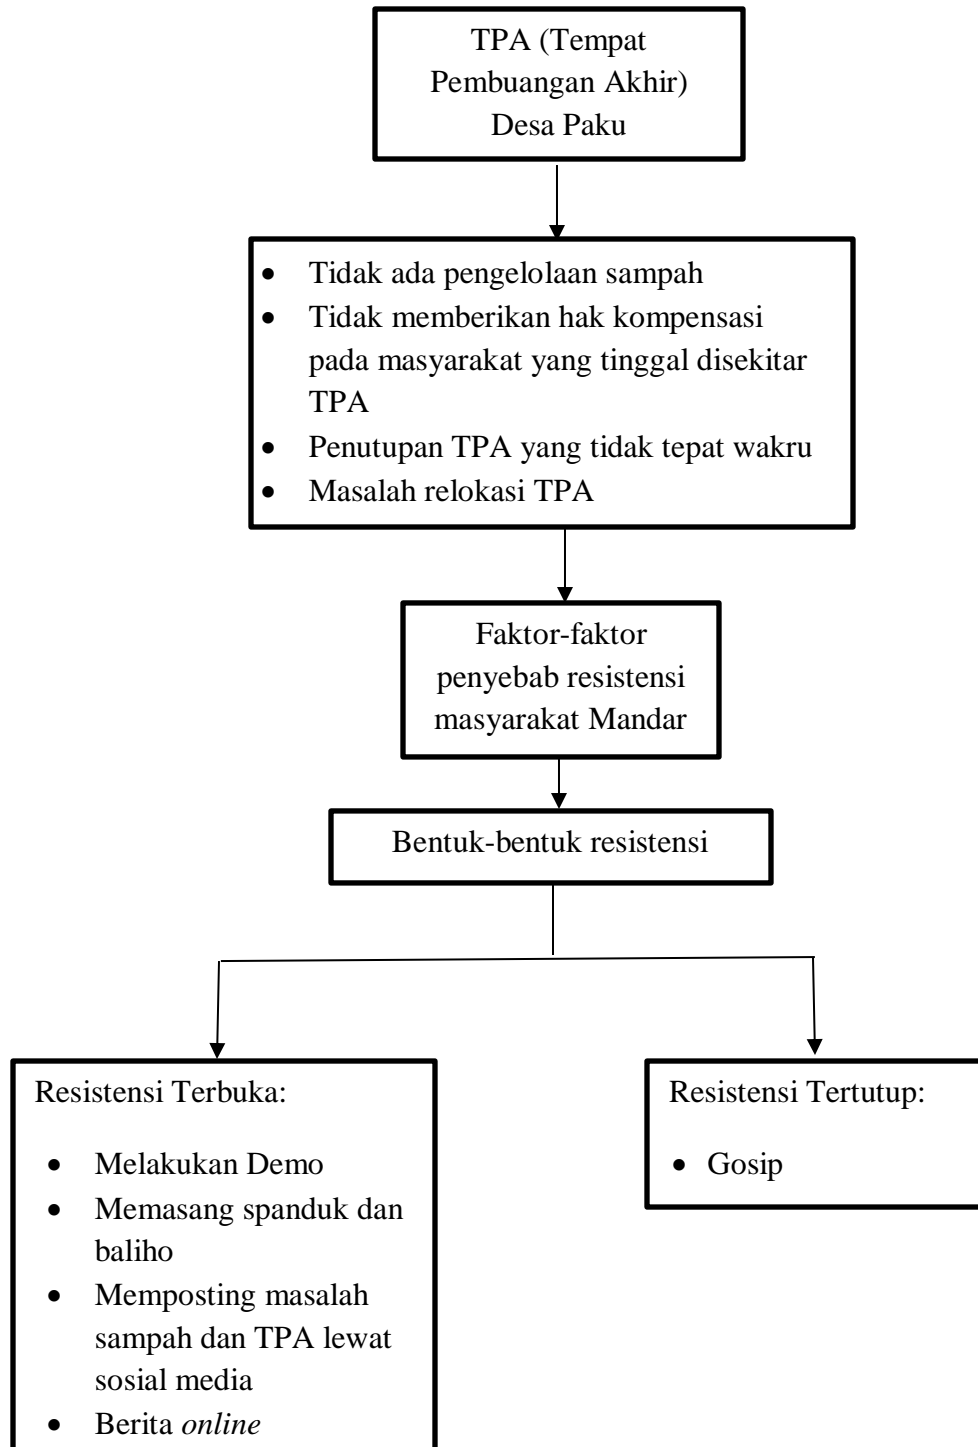 TPA (Tempat
Pembuangan Akhir)
Desa Paku
• Tidak ada pengelolaan sampah
• Tidak memberikan hak kompensasi
pada masyarakat yang tinggal disekitar
TPA
• Penutupan TPA yang tidak tepat wakru
• Masalah relokasi TPA
Faktor-faktor
penyebab resistensi
masyarakat Mandar
Bentuk-bentuk resistensi
Resistensi Terbuka:
• Melakukan Demo
• Memasang spanduk dan
baliho
• Memposting masalah
sampah dan TPA lewat
sosial media
• Berita online
Resistensi Tertutup:
• Gosip